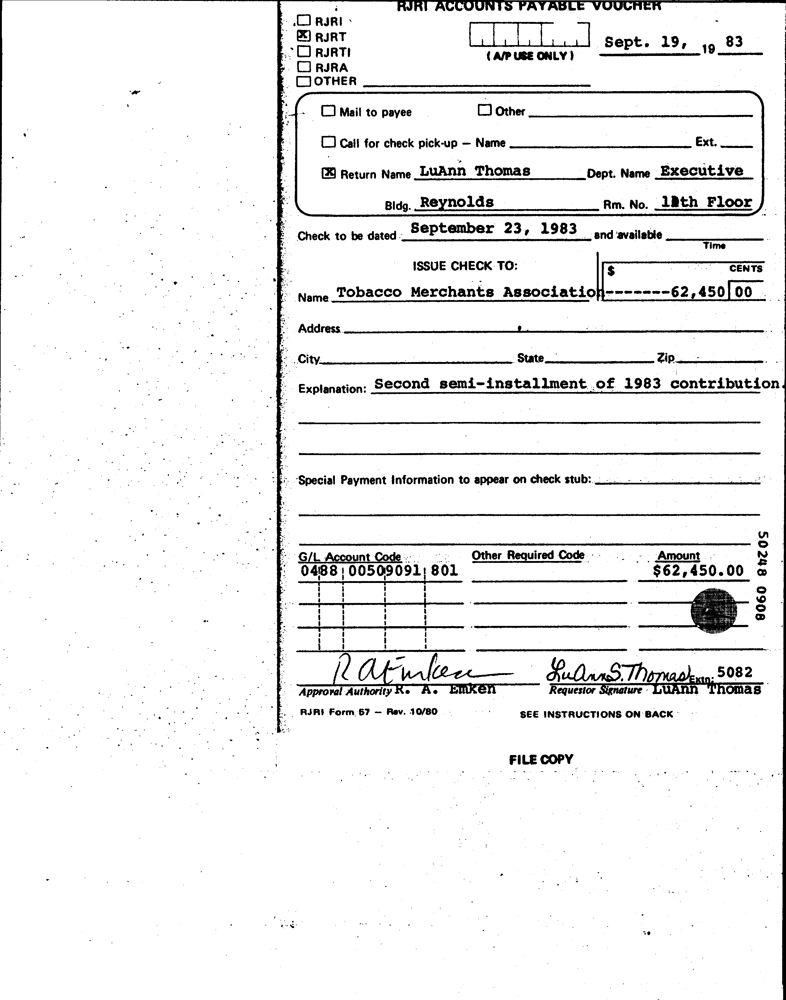 RJRI ACCOUNTS PAYABLE VOUCHER
☐ RJRI
☒ RJRT
☐ RJRTI
☐ RJRA
☐ OTHER
(A/P USE ONLY)
Sept. 19, 19 83
☐ Mail to payee ☐ Other
☐ Call for check pick-up – Name Ext.
☒ Return Name LuAnn Thomas Dept. Name Executive
Bldg. Reynolds Rm. No. Floor
Check to be dated September 23, 1983 and available
Time
ISSUE CHECK TO: $ CENTS
Name Tobacco Merchants Association-------62,450 00
Address
City State Zip
Explanation: Second semi-installment of 1983 contribution.
Special Payment Information to appear on check stub:
G/L Account Code Other Required Code Amount
0488 00509091 801 $62,450.00
50248 0908
R A Emken LuAnn S. Thomas Extn: 5082
Approval Authority R. A. Emken Requestor Signature LuAnn Thomas
RJRI Form 57 – Rev. 10/80 SEE INSTRUCTIONS ON BACK
FILE COPY